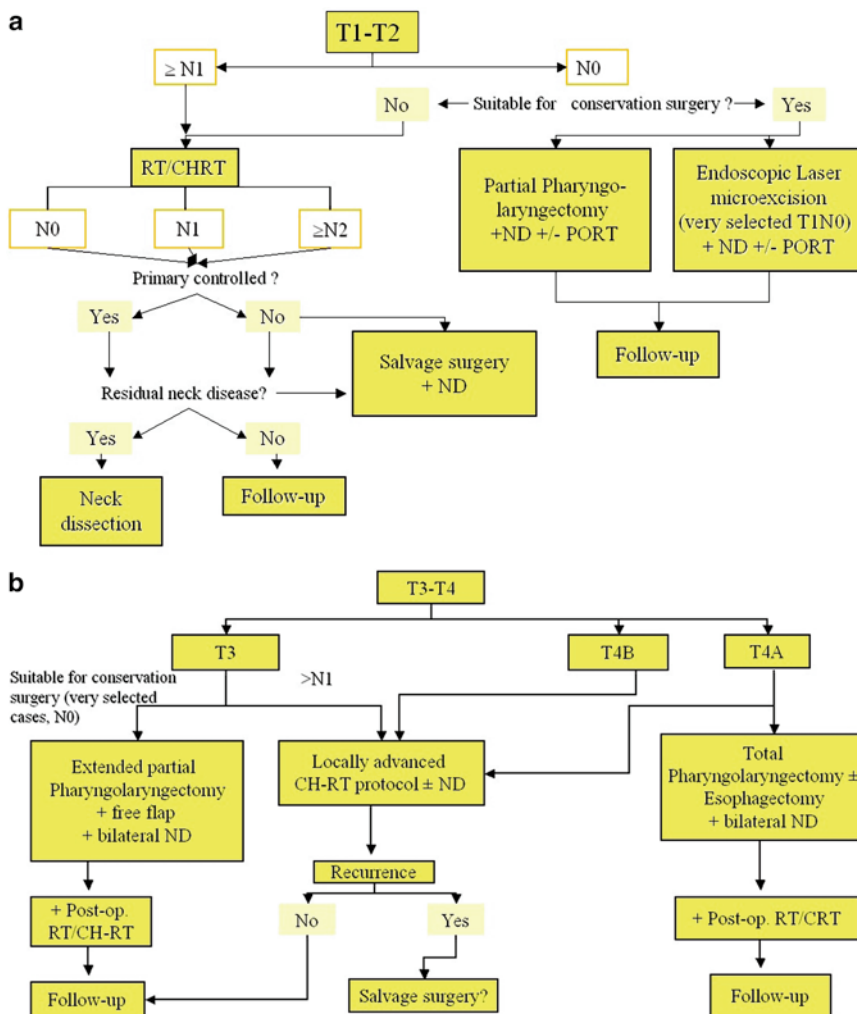 a
T1-T2
≥ N1
N0
No
Suitable for conservation surgery ?
Yes
RT/CHRT
Partial Pharyngo-
laryngectomy
+ND +/- PORT
Endoscopic Laser
microexcision
(very selected T1N0)
+ ND +/- PORT
N0
N1
≥N2
Primary controlled ?
Yes
No
Salvage surgery
+ ND
Follow-up
Residual neck disease?
Yes
No
Neck
dissection
Follow-up
b
T3-T4
T3
T4B
T4A
Suitable for conservation
surgery (very selected
cases, N0)
>N1
Extended partial
Pharyngolaryngectomy
+ free flap
+ bilateral ND
Locally advanced
CH-RT protocol ± ND
Total
Pharyngolaryngectomy ±
Esophagectomy
+ bilateral ND
Recurrence
+ Post-op.
RT/CH-RT
No
Yes
+ Post-op. RT/CRT
Follow-up
Salvage surgery?
Follow-up